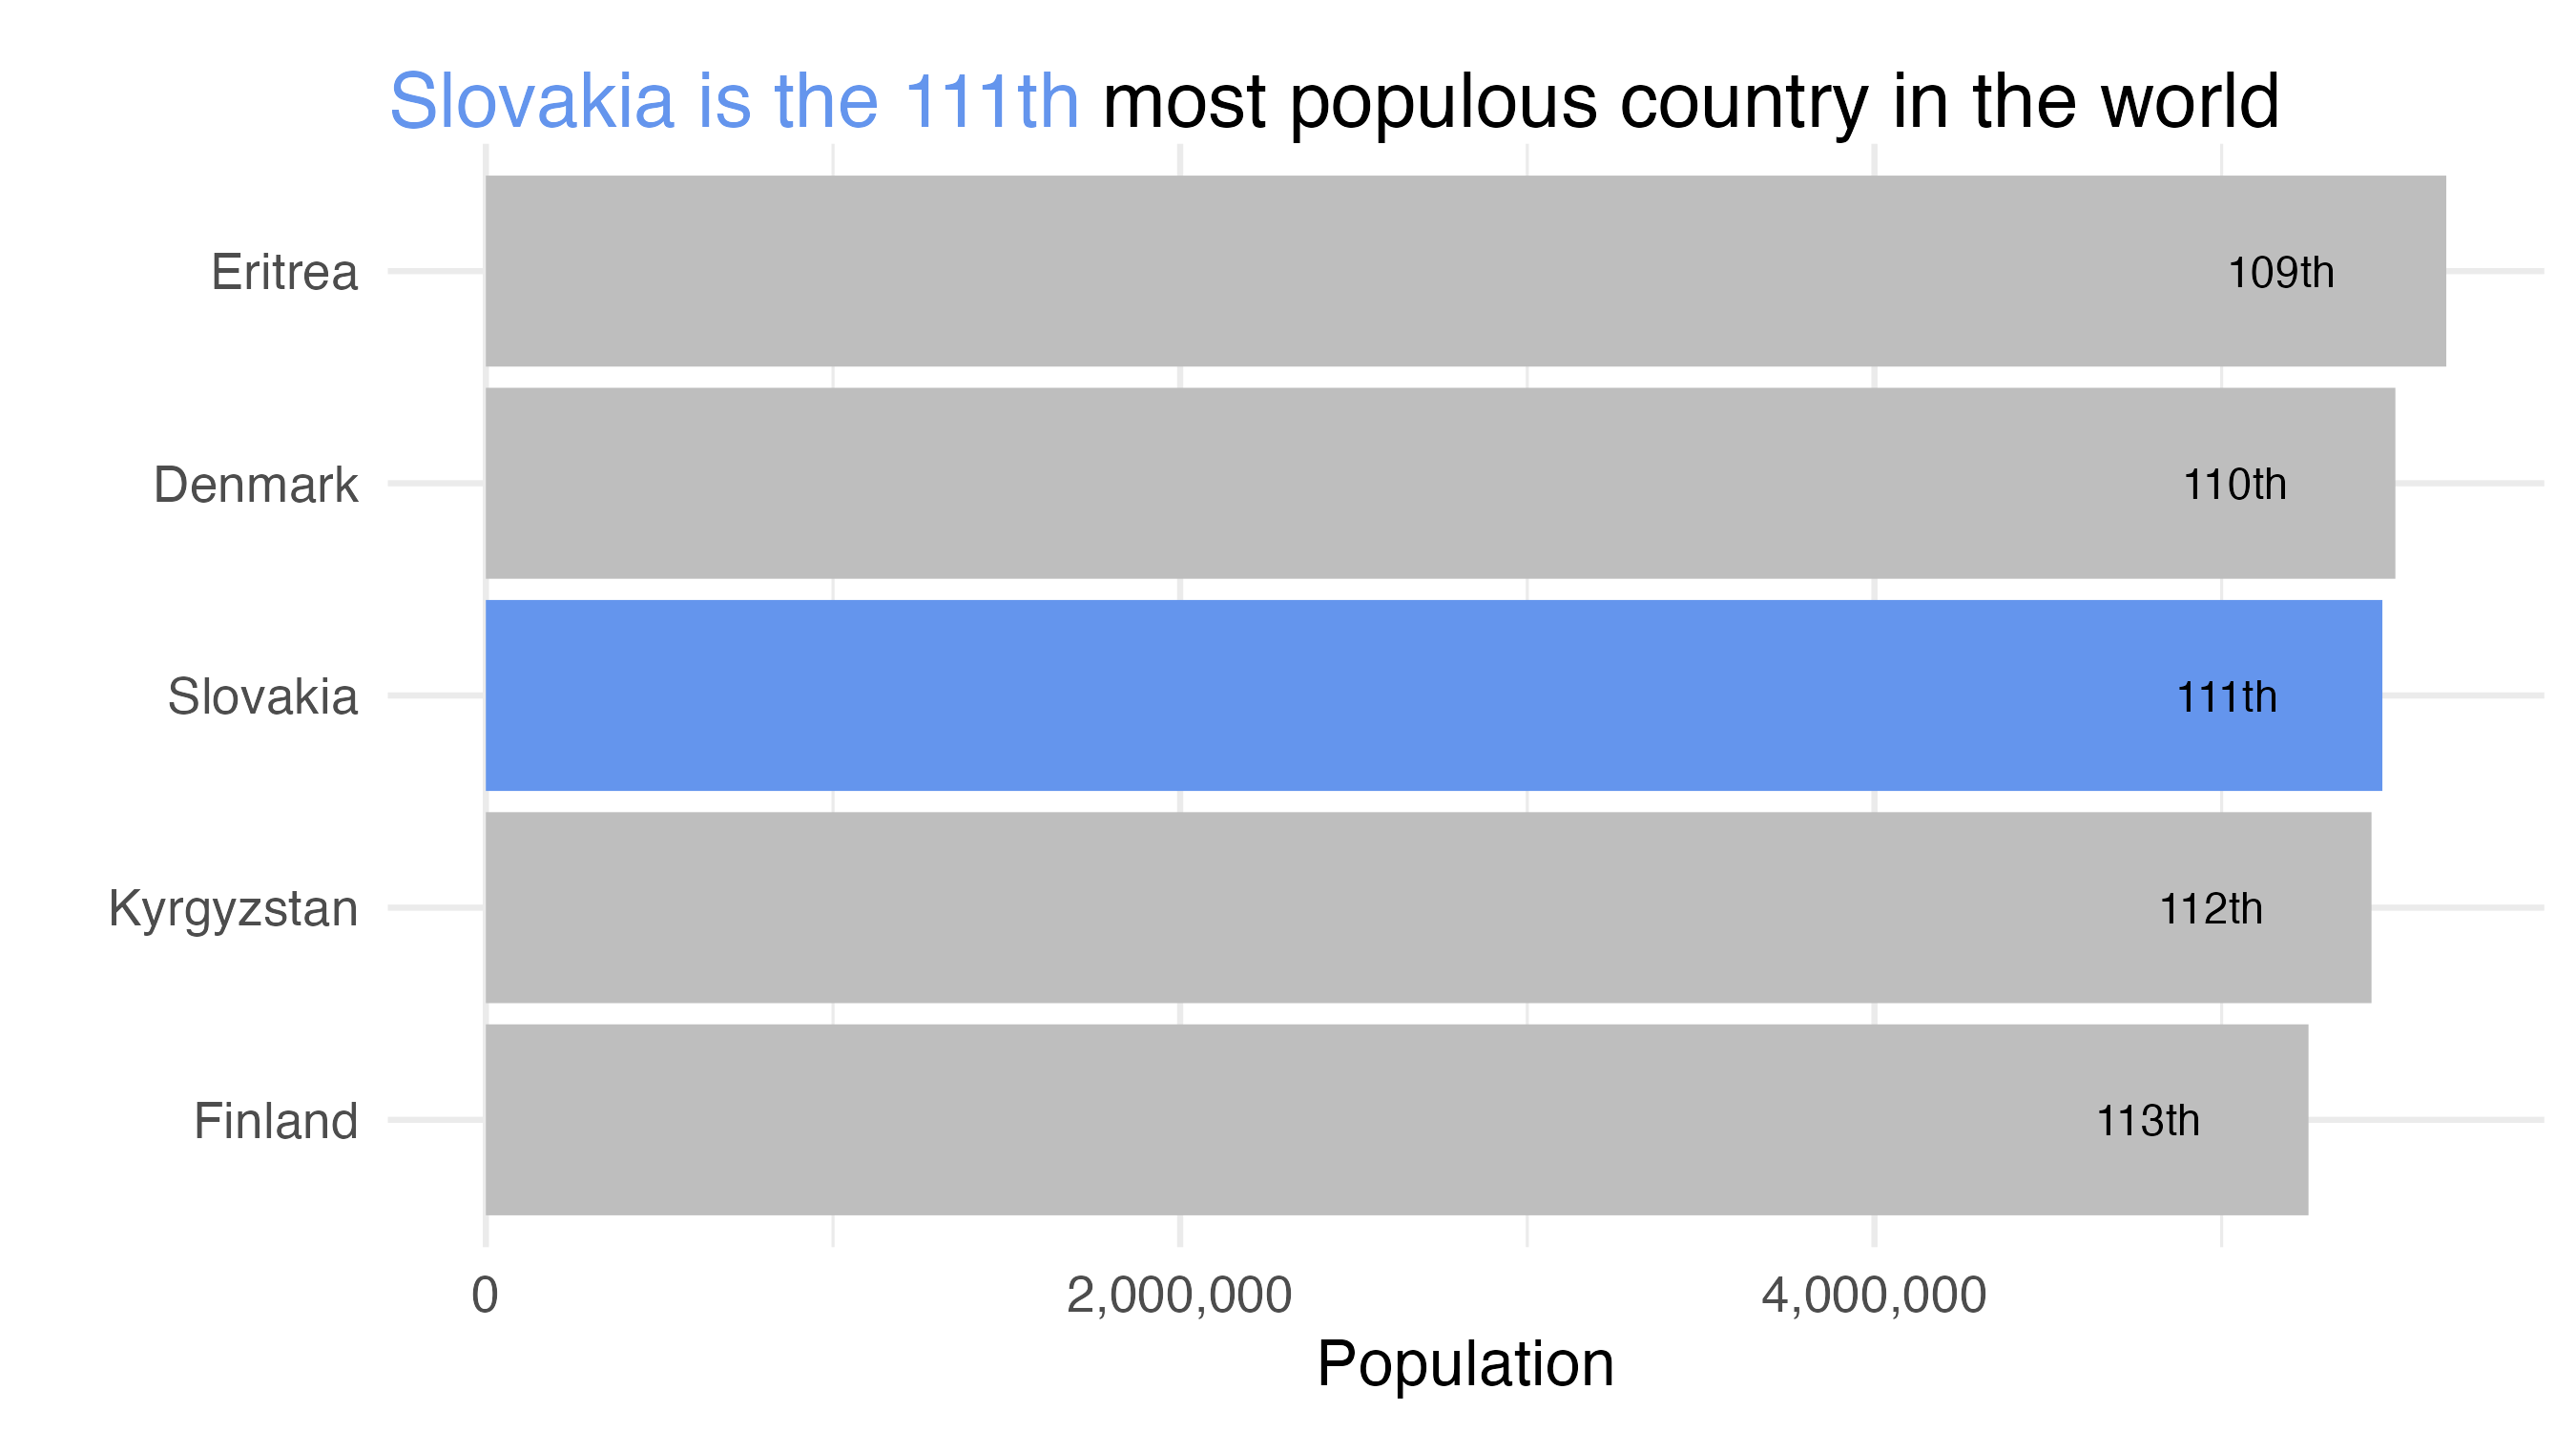 Slovakia is the 111th most populous country in the world
Eritrea 109th
Denmark 110th
Slovakia 111th
Kyrgyzstan 112th
Finland 113th
0 2,000,000 4,000,000
Population